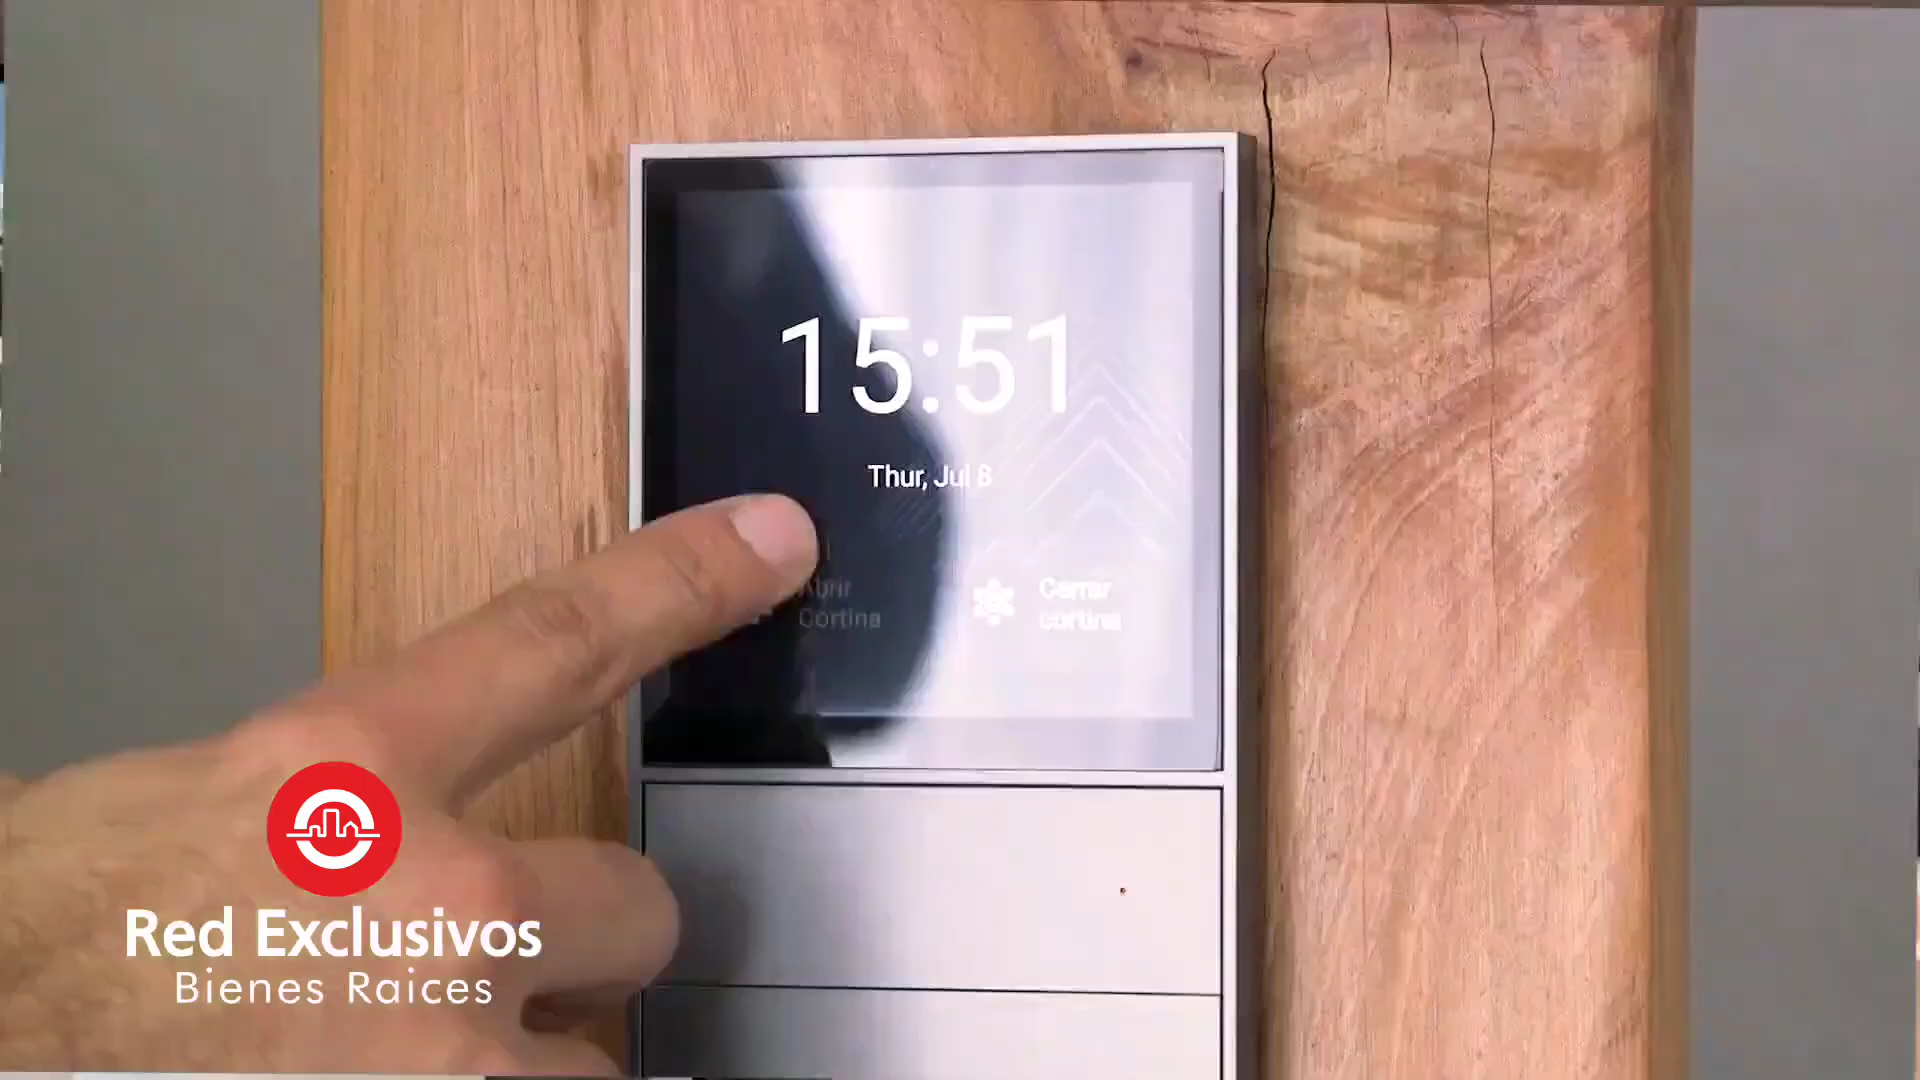 15:51
Thur, Jul 8
Abrir
Cortina
Cerrar
cortina
Red Exclusivos
Bienes Raices